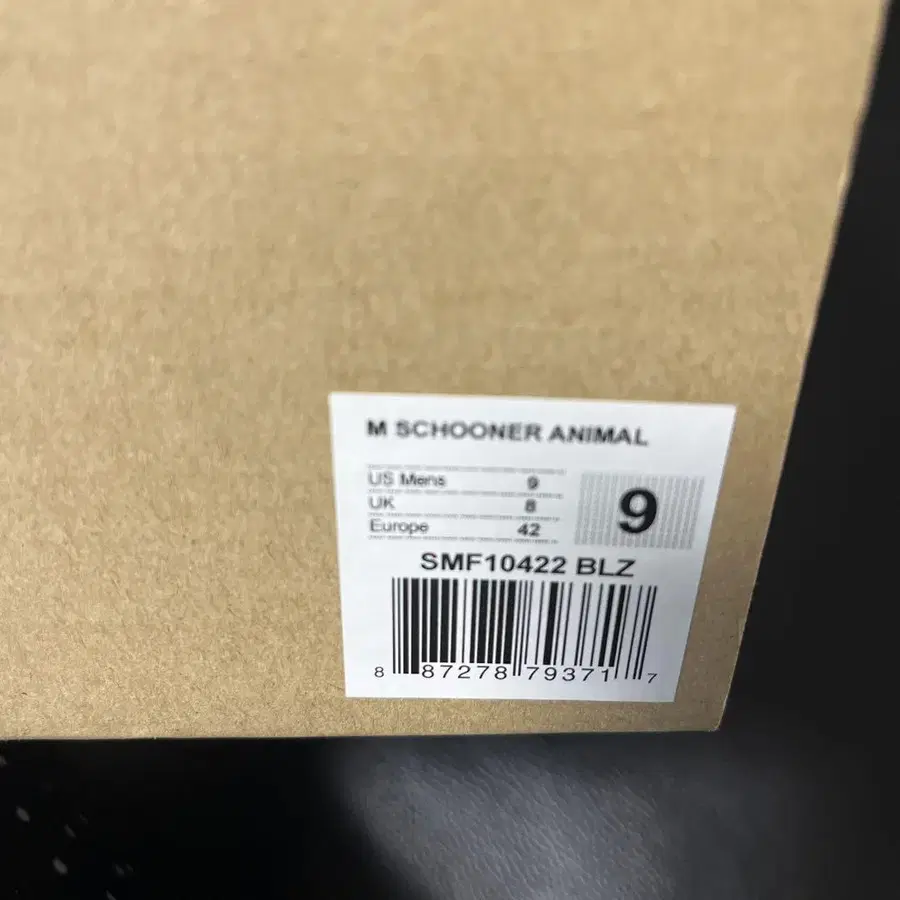 M SCHOONER ANIMAL
US Mens 9
UK 8
Europe 42
9
SMF10422 BLZ
8 87278 79371 7